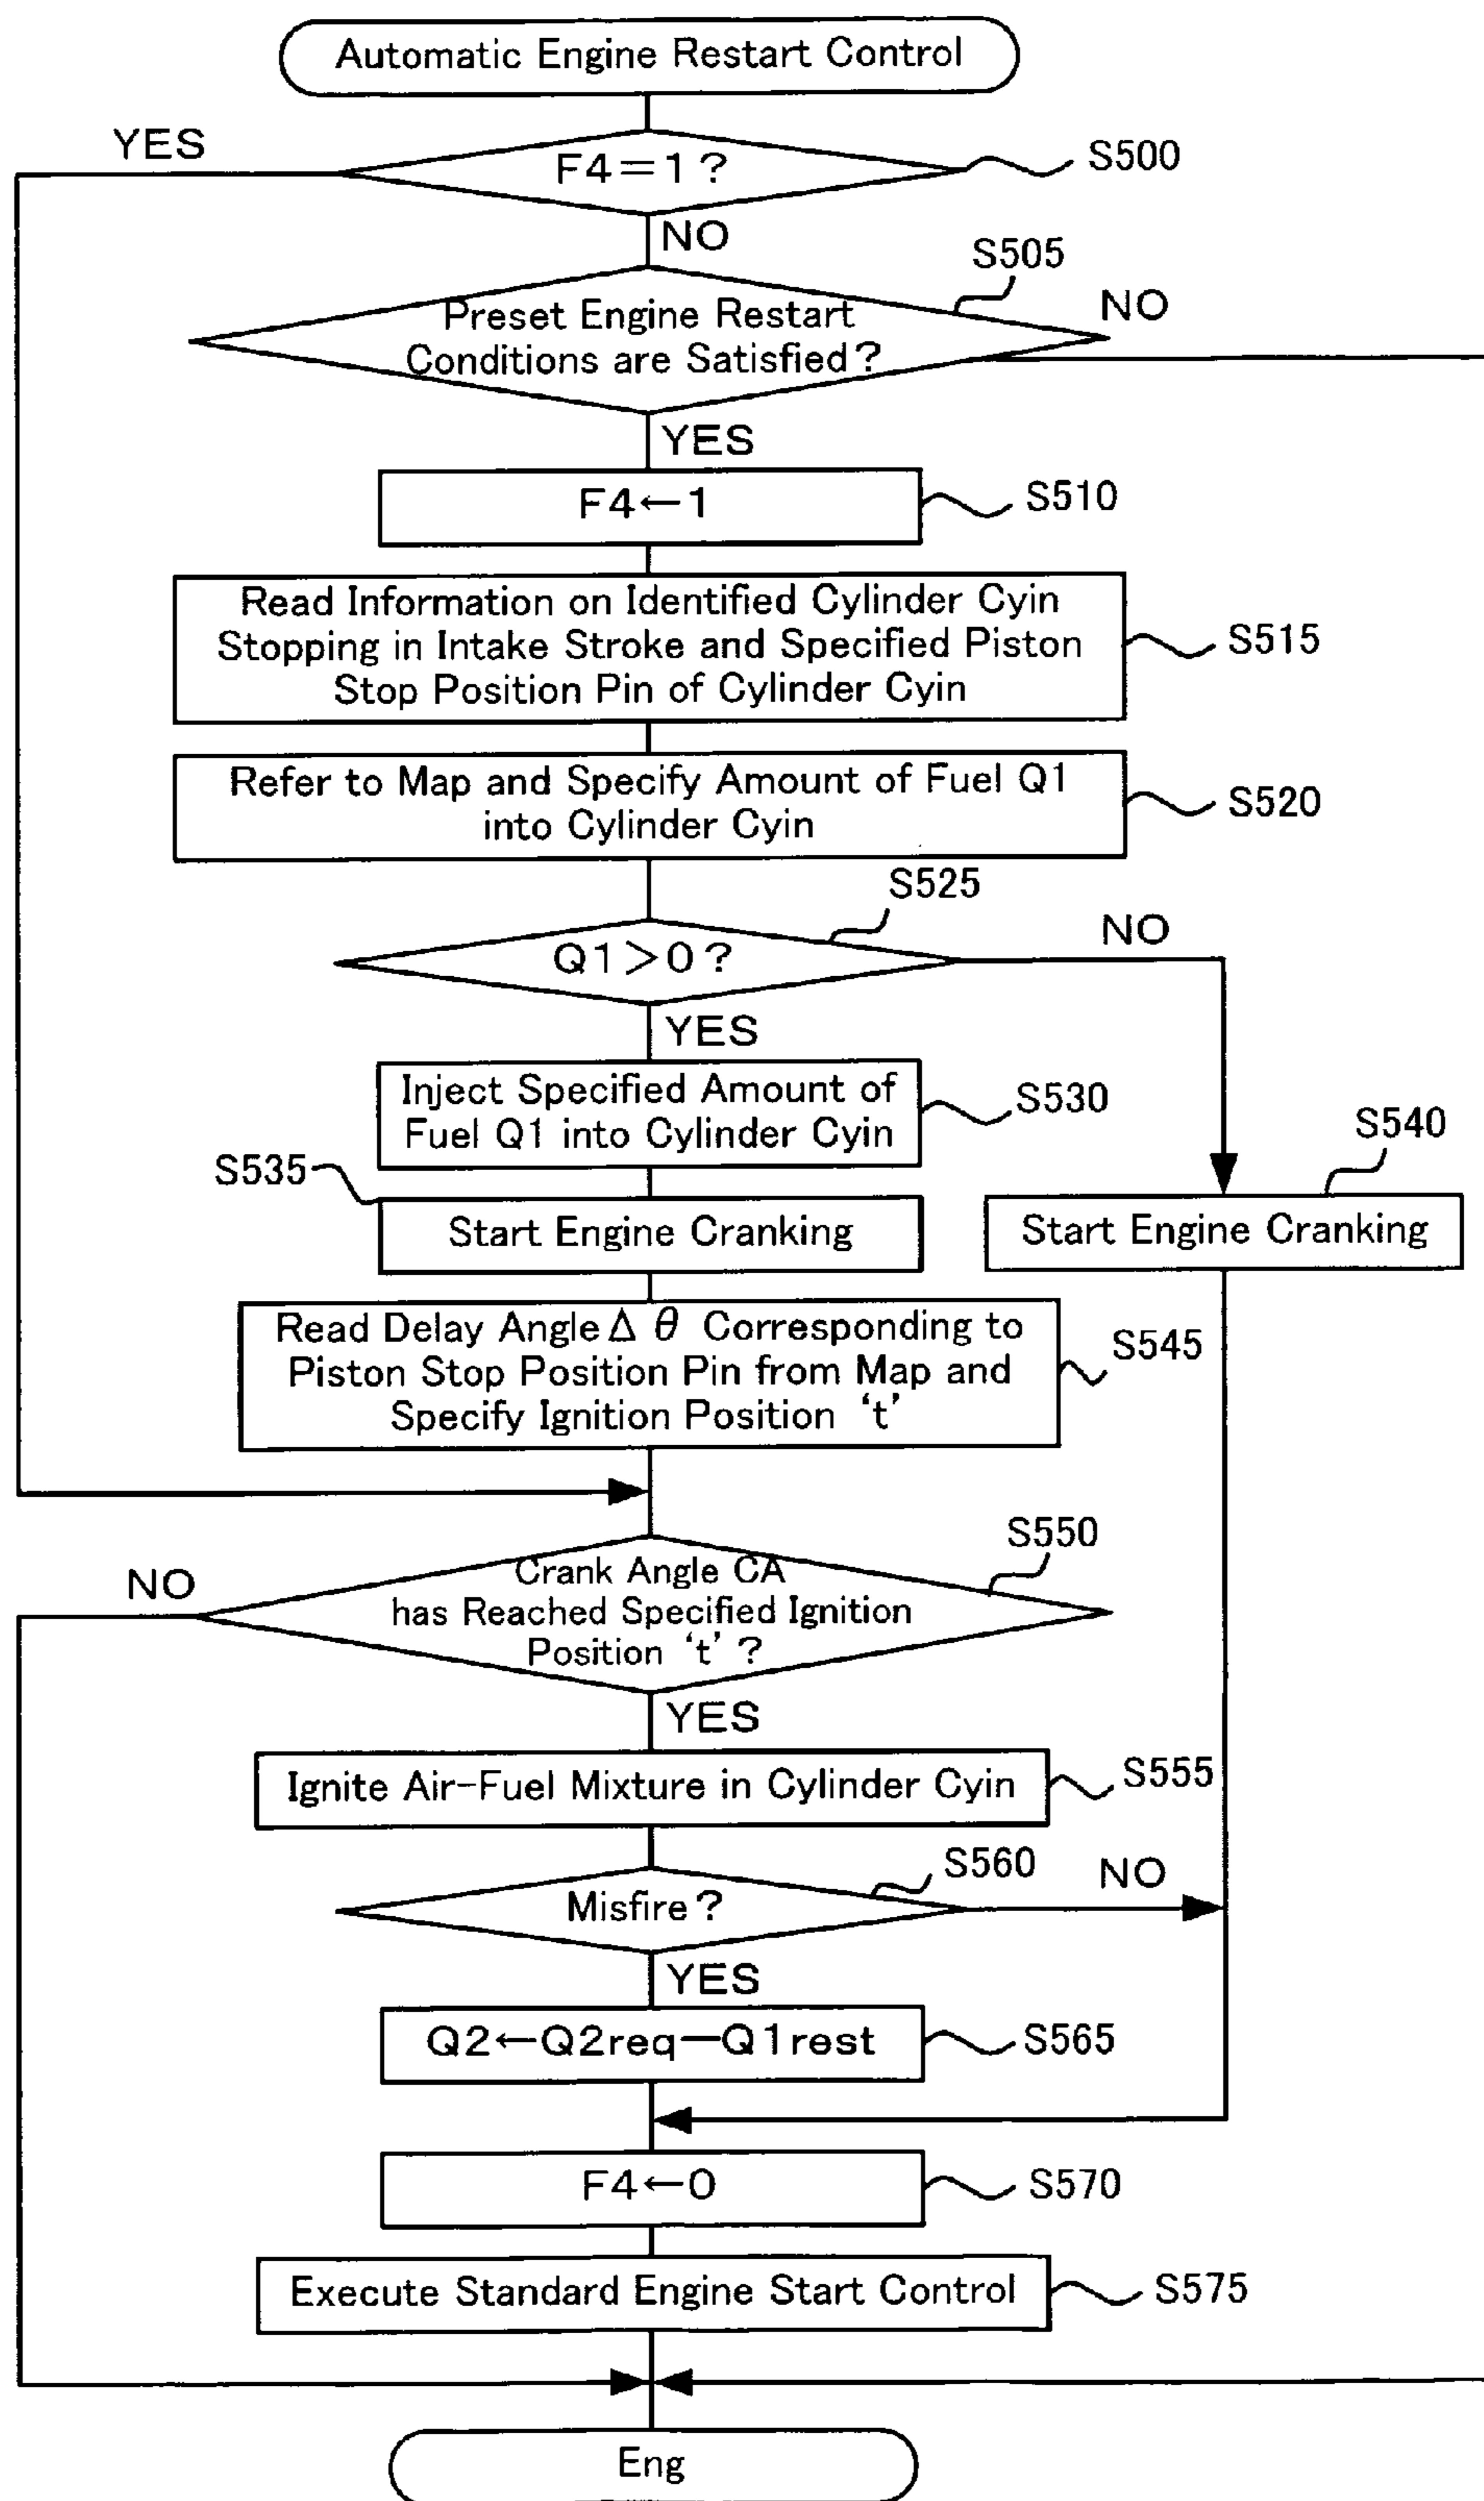 Automatic Engine Restart Control
YES
F4=1?
S500
NO
S505
NO
Preset Engine Restart
Conditions are Satisfied?
YES
F4←1
S510
Read Information on Identified Cylinder Cyin
Stopping in Intake Stroke and Specified Piston
Stop Position Pin of Cylinder Cyin
S515
Refer to Map and Specify Amount of Fuel Q1
into Cylinder Cyin
S520
S525
NO
Q1>0?
YES
Inject Specified Amount of
Fuel Q1 into Cylinder Cyin
S530
S540
S535
Start Engine Cranking
Start Engine Cranking
Read Delay Angle Δ θ Corresponding to
Piston Stop Position Pin from Map and
Specify Ignition Position ‘t’
S545
S550
NO
Crank Angle CA
has Reached Specified Ignition
Position ‘t’ ?
YES
Ignite Air-Fuel Mixture in Cylinder Cyin
S555
S560
NO
Misfire?
YES
Q2←Q2req−Q1rest
S565
F4←0
S570
Execute Standard Engine Start Control
S575
Eng